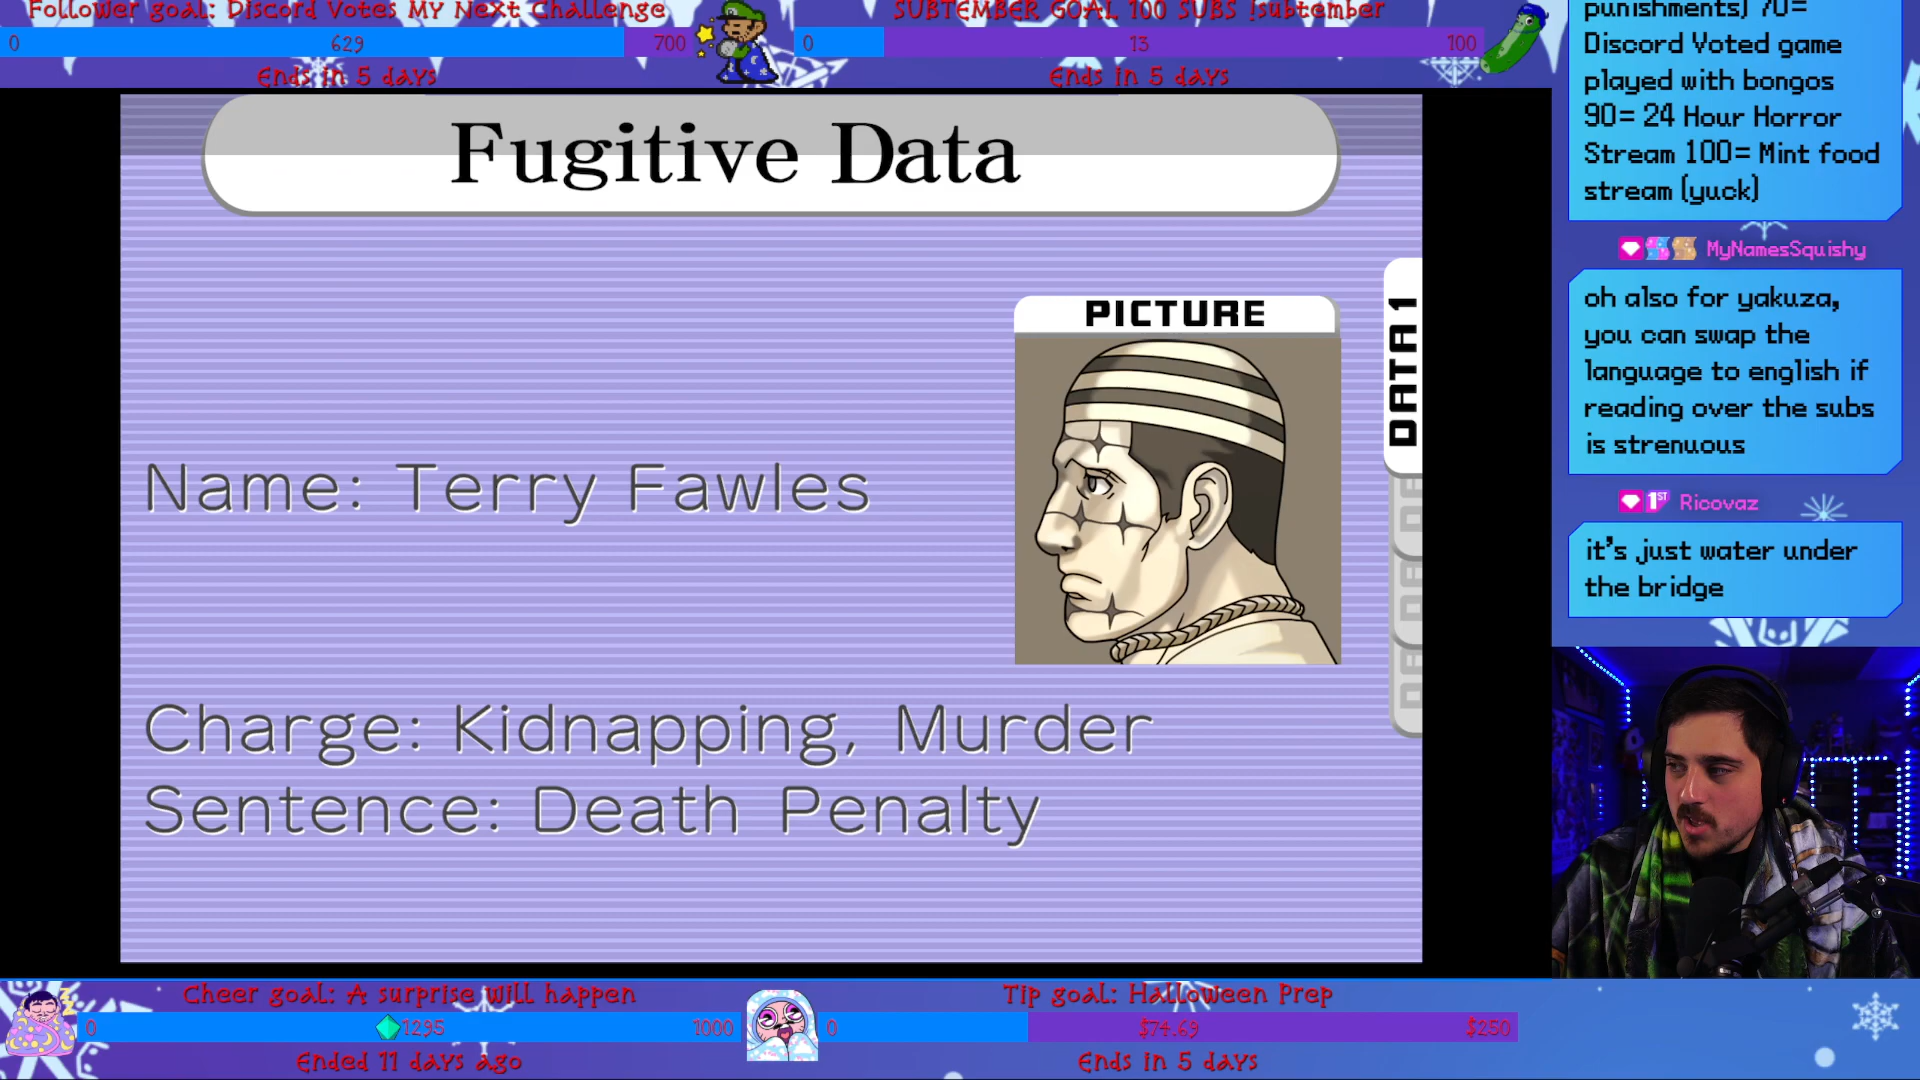 Follower goal: Discord Votes My Next Challenge
0 629 700
Ends in 5 days
SUBTEMBER GOAL 100 SUBS !subtember
0 13 100
Ends in 5 days
Fugitive Data
PICTURE
DATA 1
Name: Terry Fawles
Charge: Kidnapping, Murder
Sentence: Death Penalty
punishments) 70=
Discord Voted game
played with bongos
90= 24 Hour Horror
Stream 100= Mint food
stream (yuck)
MyNamesSquishy
oh also for yakuza,
you can swap the
language to english if
reading over the subs
is strenuous
1ST Ricovaz
it's just water under
the bridge
Cheer goal: A surprise will happen
0 1295 1000
Ended 11 days ago
Tip goal: Halloween Prep
0 $74.69 $250
Ends in 5 days